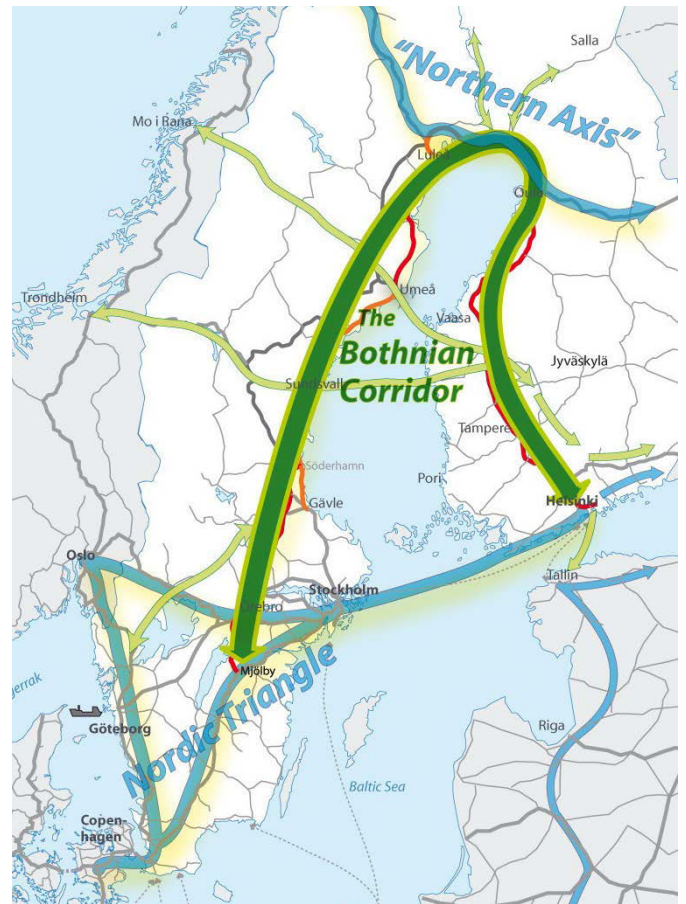 Salla
"Northern Axis"
Mo i Rana
Luleå
Oulu
Trondheim
Umeå
The
Vaasa
Bothnian
Jyväskylä
Sundsvall
Corridor
Tampere
Söderhamn
Pori
Gävle
Helsinki
Oslo
Stockholm
Tallin
Örebro
Mjölby
Nordic Triangle
Göteborg
Riga
Baltic Sea
Copen-
hagen